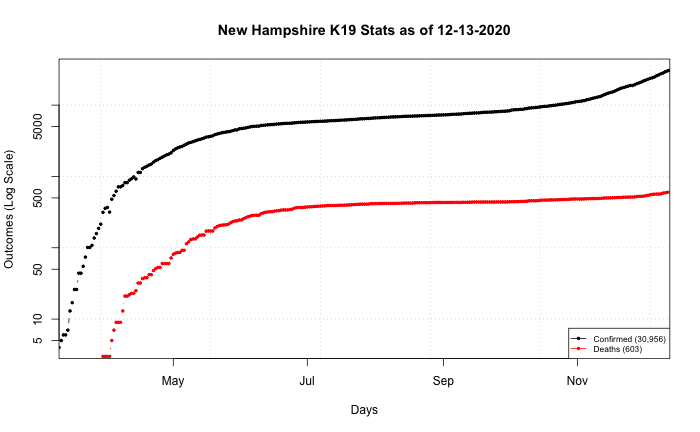 New Hampshire K19 Stats as of 12-13-2020
Outcomes (Log Scale)
5000
500
50
10
5
May
Jul
Sep
Nov
Days
Confirmed (30,956)
Deaths (603)